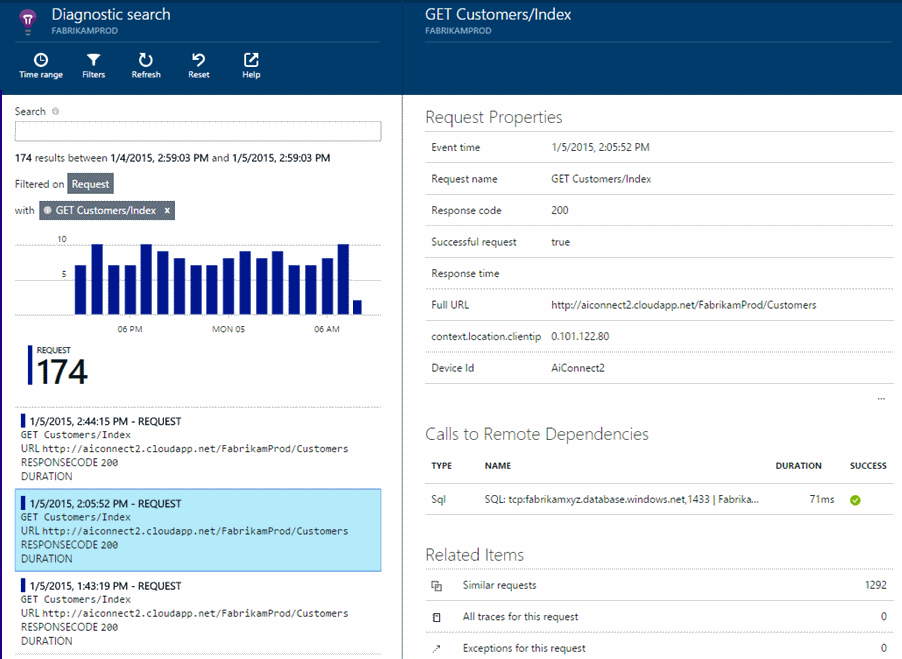 Diagnostic search
FABRIKAMPROD
Time range
Filters
Refresh
Reset
Help
Search
174 results between 1/4/2015, 2:59:03 PM and 1/5/2015, 2:59:03 PM
Filtered on Request
with GET Customers/Index x
10
5
06 PM
MON 05
06 AM
REQUEST
174
1/5/2015, 2:44:15 PM - REQUEST
GET Customers/Index
URL http://aiconnect2.cloudapp.net/FabrikamProd/Customers
RESPONSECODE 200
DURATION
1/5/2015, 2:05:52 PM - REQUEST
GET Customers/Index
URL http://aiconnect2.cloudapp.net/FabrikamProd/Customers
RESPONSECODE 200
DURATION
1/5/2015, 1:43:19 PM - REQUEST
GET Customers/Index
URL http://aiconnect2.cloudapp.net/FabrikamProd/Customers
RESPONSECODE 200
DURATION
GET Customers/Index
FABRIKAMPROD
Request Properties
Event time 1/5/2015, 2:05:52 PM
Request name GET Customers/Index
Response code 200
Successful request true
Response time
Full URL http://aiconnect2.cloudapp.net/FabrikamProd/Customers
context.location.clientip 0.101.122.80
Device Id AiConnect2
...
Calls to Remote Dependencies
TYPE NAME DURATION SUCCESS
Sql SQL: tcp:fabrikamxyz.database.windows.net,1433 | Fabrika... 71ms
Related Items
Similar requests 1292
All traces for this request 0
Exceptions for this request 0